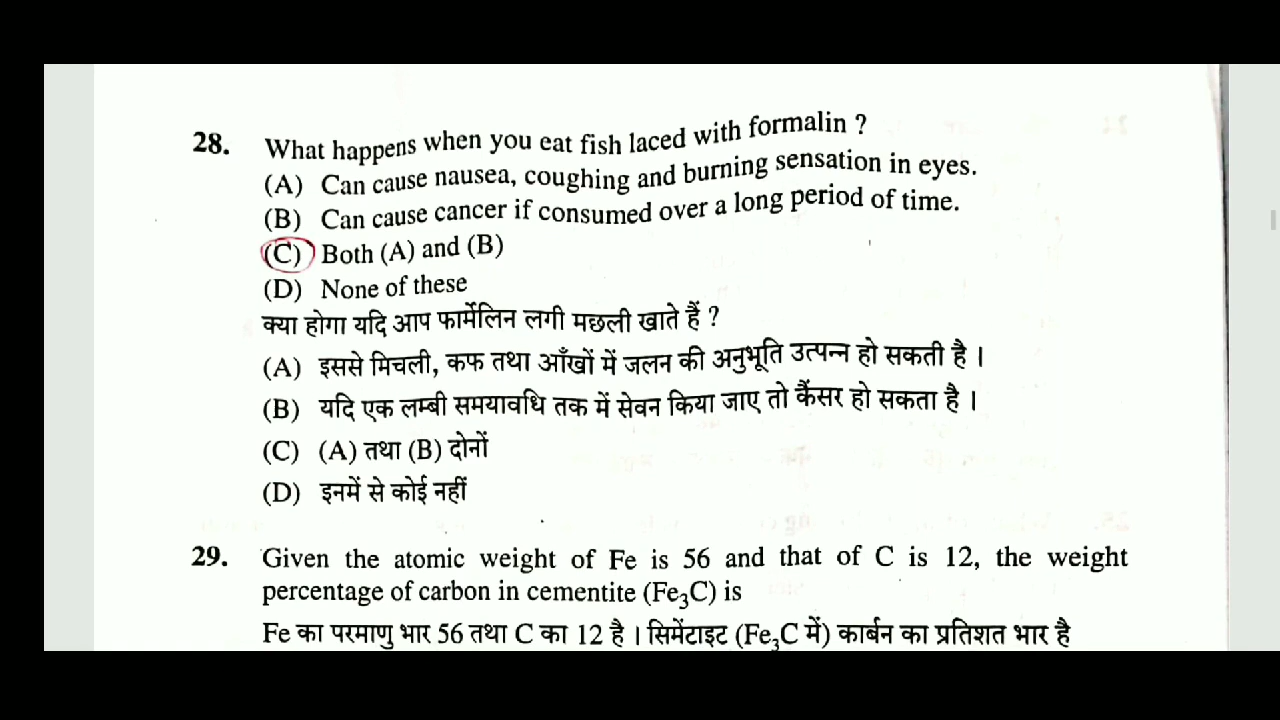 28. What happens when you eat fish laced with formalin ?
(A) Can cause nausea, coughing and burning sensation in eyes.
(B) Can cause cancer if consumed over a long period of time.
(C) Both (A) and (B)
(D) None of these
क्या होगा यदि आप फार्मेलिन लगी मछली खाते हैं ?
(A) इससे मिचली, कफ तथा आँखों में जलन की अनुभूति उत्पन्न हो सकती है ।
(B) यदि एक लम्बी समयावधि तक में सेवन किया जाए तो कैंसर हो सकता है ।
(C) (A) तथा (B) दोनों
(D) इनमें से कोई नहीं
29. Given the atomic weight of Fe is 56 and that of C is 12, the weight
percentage of carbon in cementite (Fe₃C) is
Fe का परमाणु भार 56 तथा C का 12 है । सिमेंटाइट (Fe₃C में) कार्बन का प्रतिशत भार है